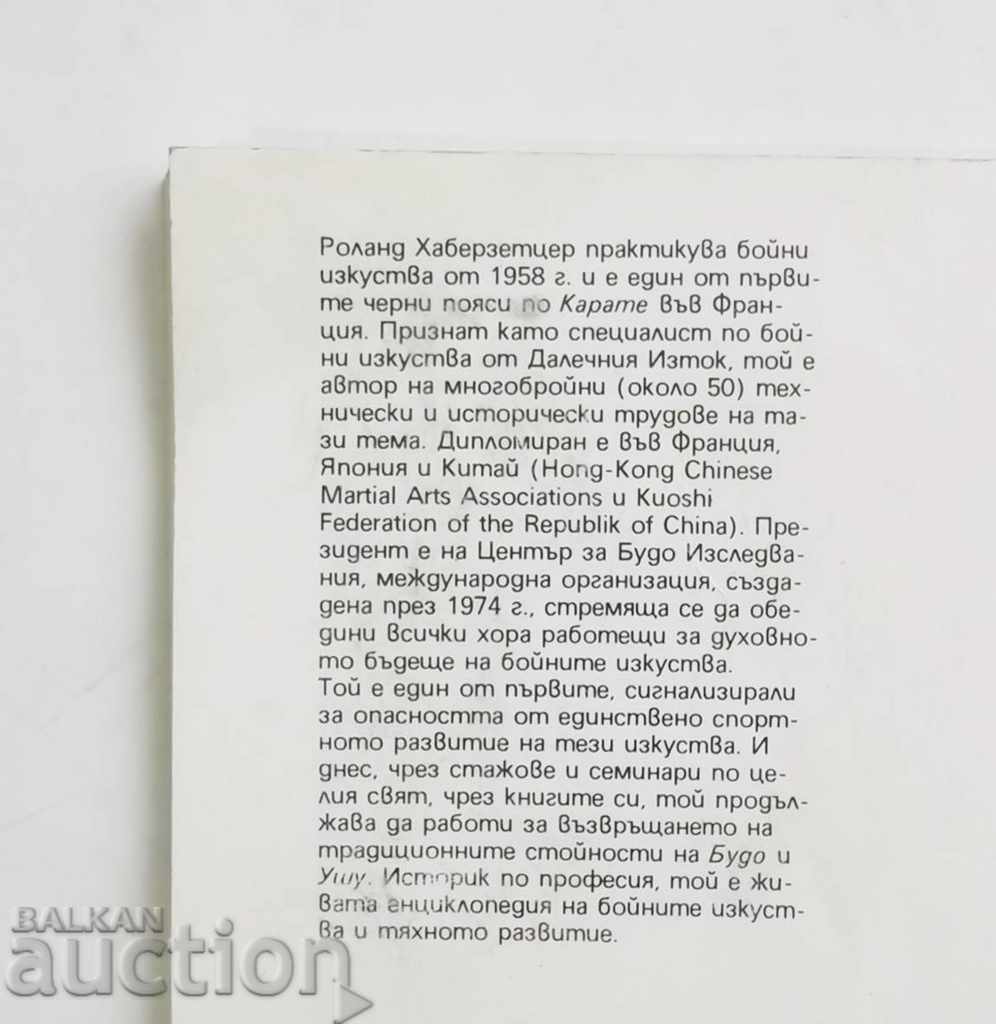 Роланд Хаберзетцер практикува бойни
изкуства от 1958 г. и е един от първи-
те черни пояси по Карате във Фран-
ция. Признат като специалист по бой-
ни изкуства от Далечния Изток, той е
автор на многобройни (около 50) тех-
нически и исторически трудове на та-
зи тема. Дипломиран е във Франция,
Япония и Китай (Hong-Kong Chinese
Martial Arts Associations и Kuoshi
Federation of the Republik of China). Пре-
зидент е на Център за Будо Изследва-
ния, международна организация, създа-
дена през 1974 г., стремяща се да обе-
дини всички хора работещи за духовно-
то бъдеще на бойните изкуства.
Той е един от първите, сигнализирали
за опасността от единствено спорт-
ното развитие на тези изкуства. И
днес, чрез стажове и семинари по це-
лия свят, чрез книгите си, той продъл-
жава да работи за възвръщането на
традиционните стойности на Будо и
Ушу. Историк по професия, той е жи-
вата енциклопедия на бойните изкуст-
ва и тяхното развитие.
BALKAN
auction